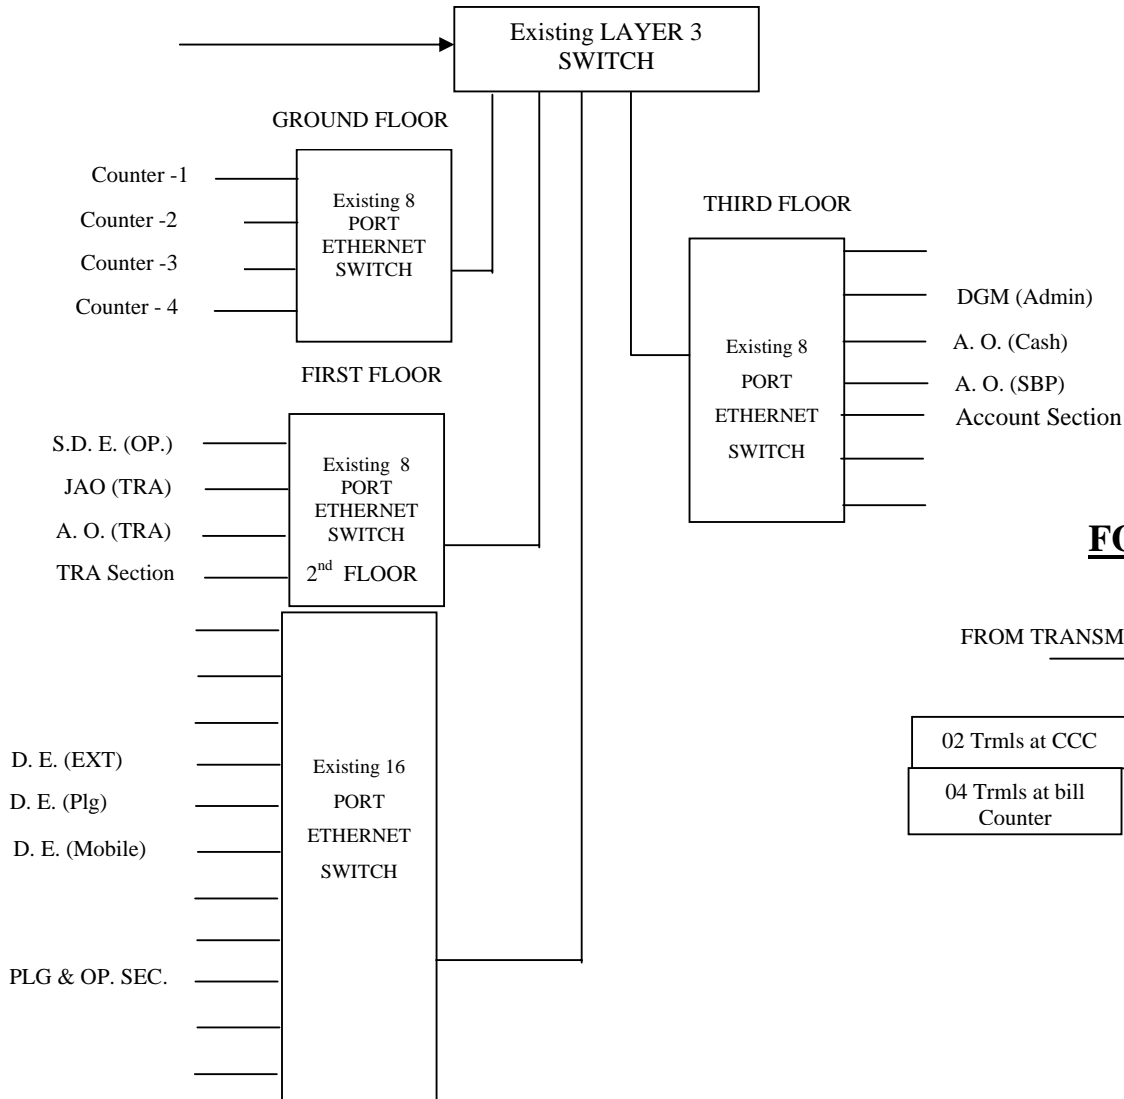 Existing LAYER 3
SWITCH
GROUND FLOOR
Counter -1
Counter -2
Counter -3
Counter - 4
Existing 8
PORT
ETHERNET
SWITCH
THIRD FLOOR
Existing 8
PORT
ETHERNET
SWITCH
DGM (Admin)
A. O. (Cash)
A. O. (SBP)
Account Section
FIRST FLOOR
S.D. E. (OP.)
JAO (TRA)
A. O. (TRA)
TRA Section
Existing 8
PORT
ETHERNET
SWITCH
2nd FLOOR
D. E. (EXT)
D. E. (Plg)
D. E. (Mobile)
PLG & OP. SEC.
Existing 16
PORT
ETHERNET
SWITCH
FROM TRANSM
02 Trmls at CCC
04 Trmls at bill
Counter